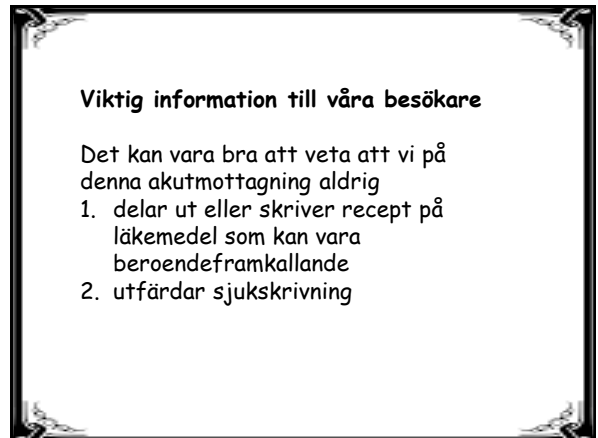 Viktig information till våra besökare
Det kan vara bra att veta att vi på
denna akutmottagning aldrig
1. delar ut eller skriver recept på
läkemedel som kan vara
beroendeframkallande
2. utfärdar sjukskrivning